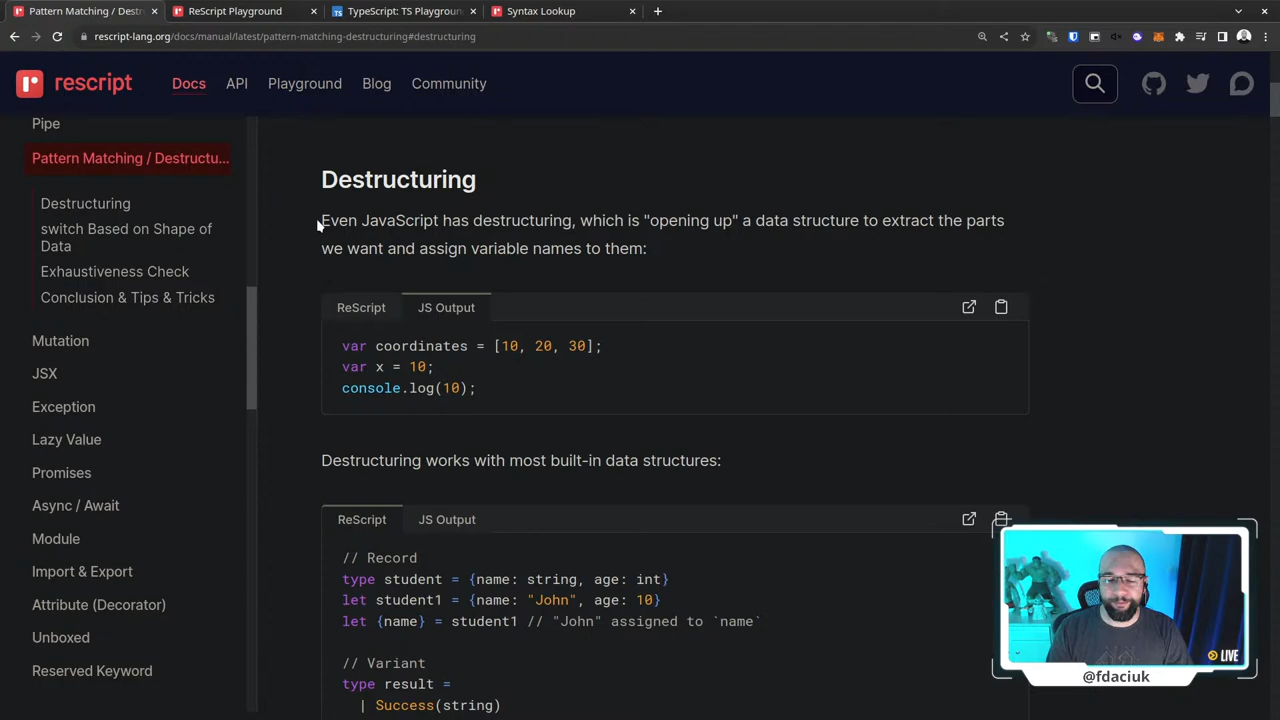 Pattern Matching / Destr
ReScript Playground
TypeScript: TS Playgroun
Syntax Lookup
rescript-lang.org/docs/manual/latest/pattern-matching-destructuring#destructuring
rescript
Docs
API
Playground
Blog
Community
Pipe
Pattern Matching / Destructu...
Destructuring
switch Based on Shape of
Data
Exhaustiveness Check
Conclusion & Tips & Tricks
Mutation
JSX
Exception
Lazy Value
Promises
Async / Await
Module
Import & Export
Attribute (Decorator)
Unboxed
Reserved Keyword
Destructuring
Even JavaScript has destructuring, which is "opening up" a data structure to extract the parts
we want and assign variable names to them:
ReScript
JS Output
var coordinates = [10, 20, 30];
var x = 10;
console.log(10);
Destructuring works with most built-in data structures:
ReScript
JS Output
// Record
type student = {name: string, age: int}
let student1 = {name: "John", age: 10}
let {name} = student1 // "John" assigned to `name`
// Variant
type result =
| Success(string)
LIVE
@fdaciuk